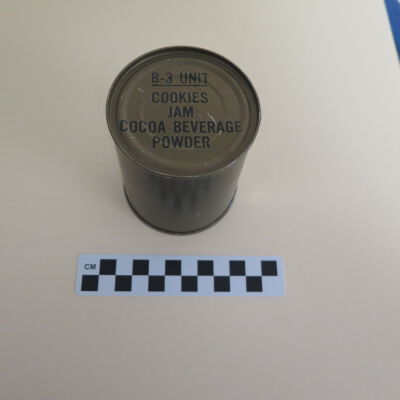 B-3 UNIT
COOKIES
JAM
COCOA BEVERAGE
POWDER
CM